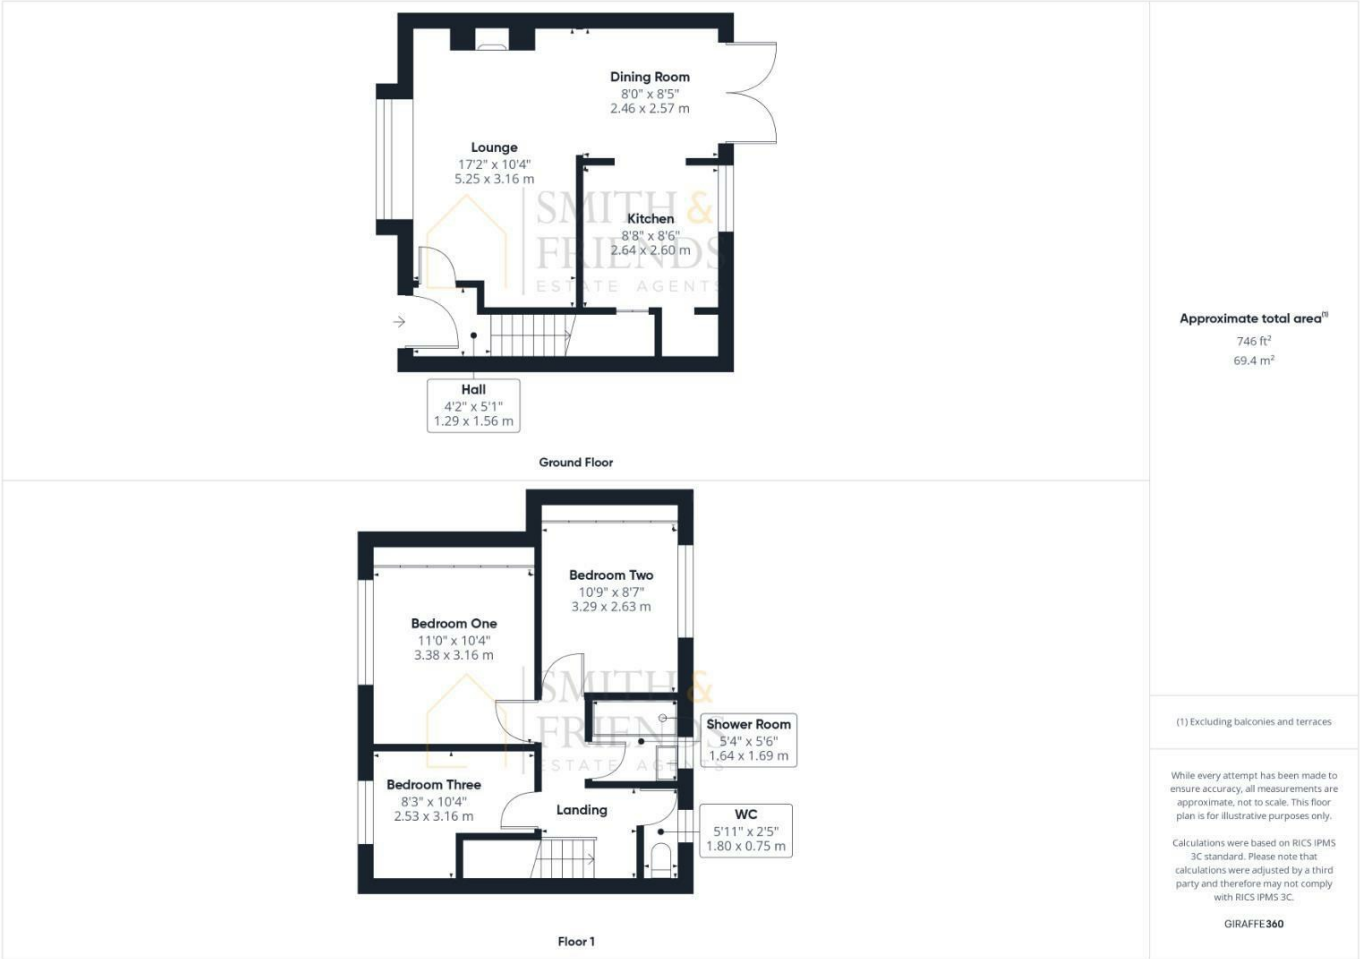 Dining Room
8'0" x 8'5"
2.46 x 2.57 m
Lounge
17'2" x 10'4"
5.25 x 3.16 m
SMITH &
FRIENDS
ESTATE AGENTS
Kitchen
8'8" x 8'6"
2.64 x 2.60 m
Hall
4'2" x 5'1"
1.29 x 1.56 m
Ground Floor
Approximate total area(1)
746 ft²
69.4 m²
Bedroom Two
10'9" x 8'7"
3.29 x 2.63 m
Bedroom One
11'0" x 10'4"
3.38 x 3.16 m
SMITH &
FRIENDS
ESTATE AGENTS
Shower Room
5'4" x 5'6"
1.64 x 1.69 m
Bedroom Three
8'3" x 10'4"
2.53 x 3.16 m
Landing
WC
5'11" x 2'5"
1.80 x 0.75 m
Floor 1
(1) Excluding balconies and terraces
While every attempt has been made to
ensure accuracy, all measurements are
approximate, not to scale. This floor
plan is for illustrative purposes only.
Calculations were based on RICS IPMS
3C standard. Please note that
calculations were adjusted by a third
party and therefore may not comply
with RICS IPMS 3C.
GIRAFFE360